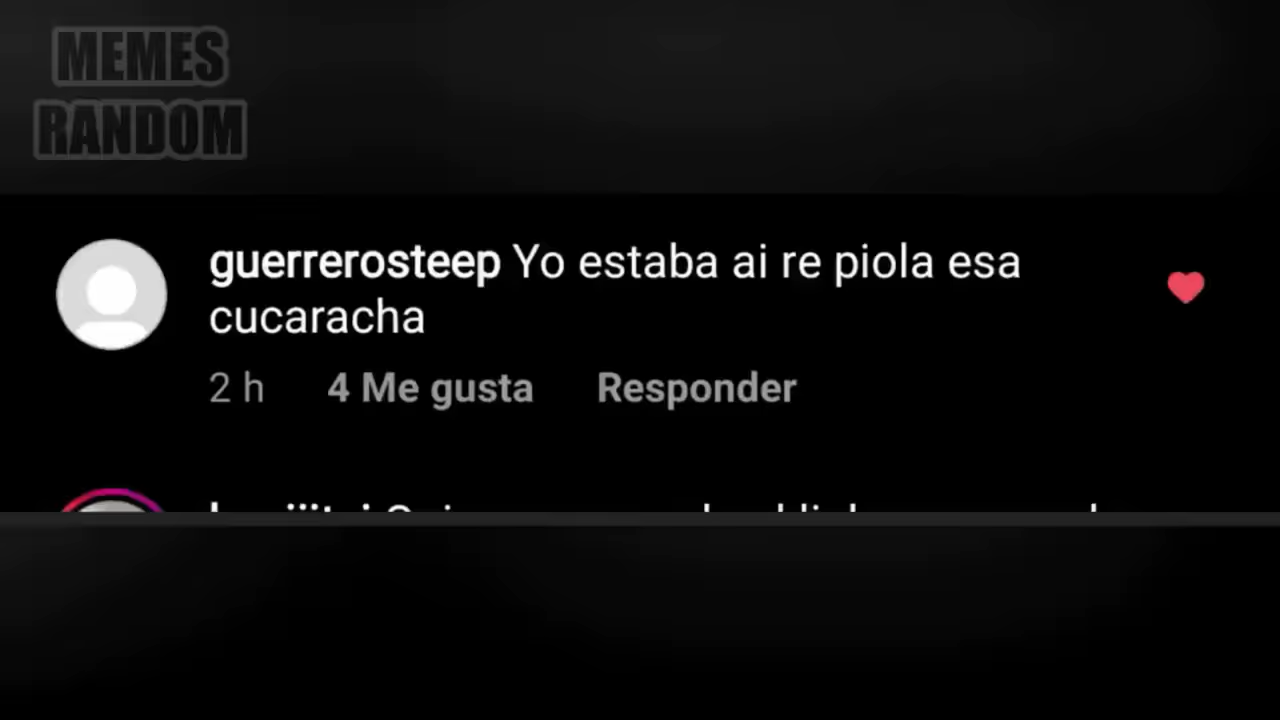 MEMES
RANDOM
guerrerosteep Yo estaba ai re piola esa
cucaracha
2 h 4 Me gusta Responder